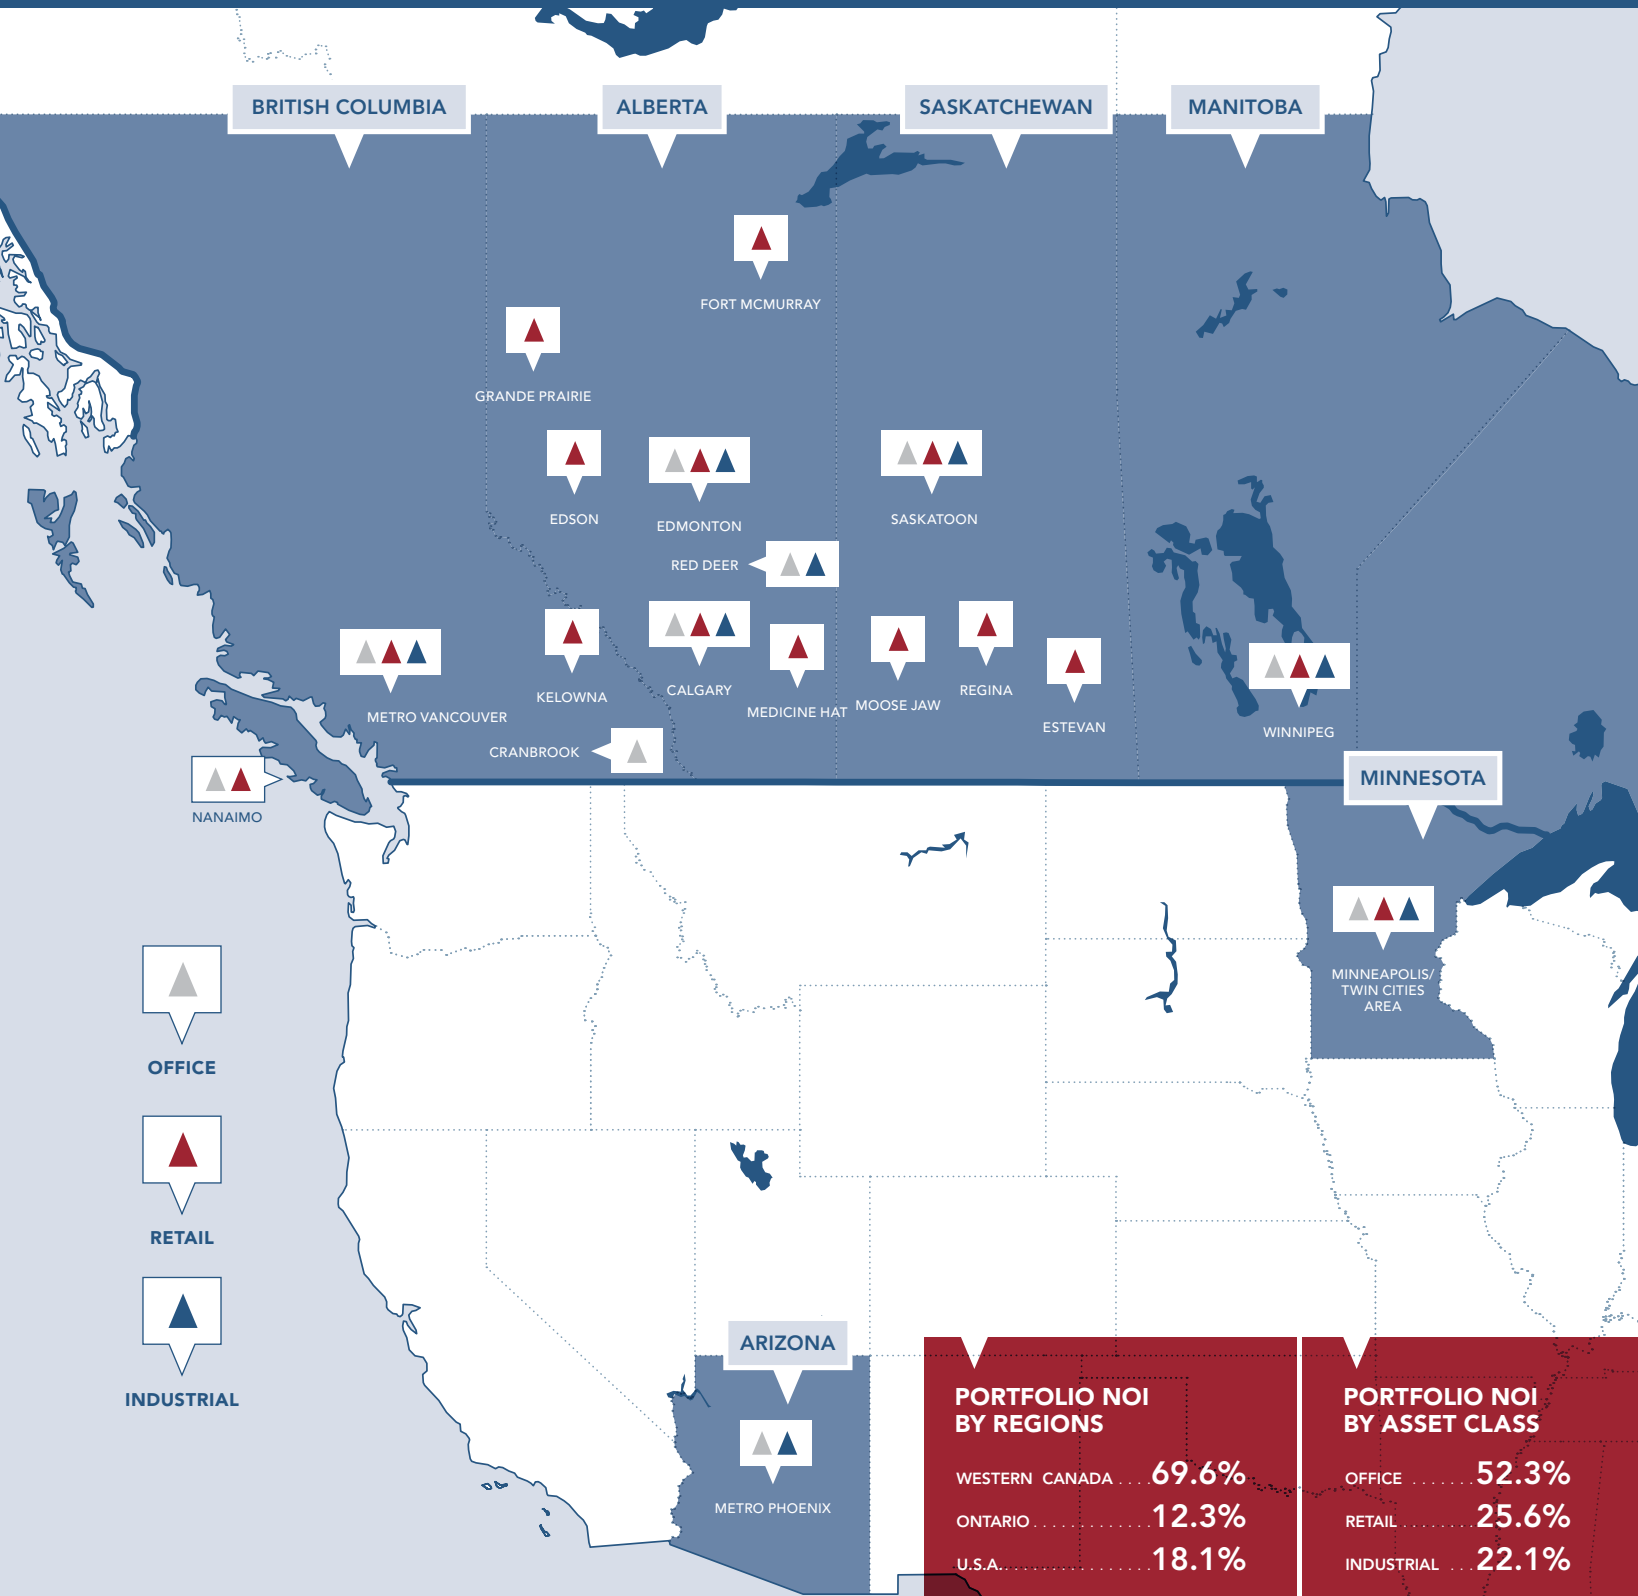 BRITISH COLUMBIA
ALBERTA
SASKATCHEWAN
MANITOBA
FORT MCMURRAY
GRANDE PRAIRIE
EDSON
EDMONTON
SASKATOON
RED DEER
METRO VANCOUVER
KELOWNA
CALGARY
MEDICINE HAT
MOOSE JAW
REGINA
ESTEVAN
WINNIPEG
CRANBROOK
NANAIMO
MINNESOTA
MINNEAPOLIS/
TWIN CITIES
AREA
OFFICE
RETAIL
INDUSTRIAL
ARIZONA
METRO PHOENIX
PORTFOLIO NOI
BY REGIONS
WESTERN CANADA .... 69.6%
ONTARIO ............. 12.3%
U.S.A. ................ 18.1%
PORTFOLIO NOI
BY ASSET CLASS
OFFICE ....... 52.3%
RETAIL ........ 25.6%
INDUSTRIAL ... 22.1%